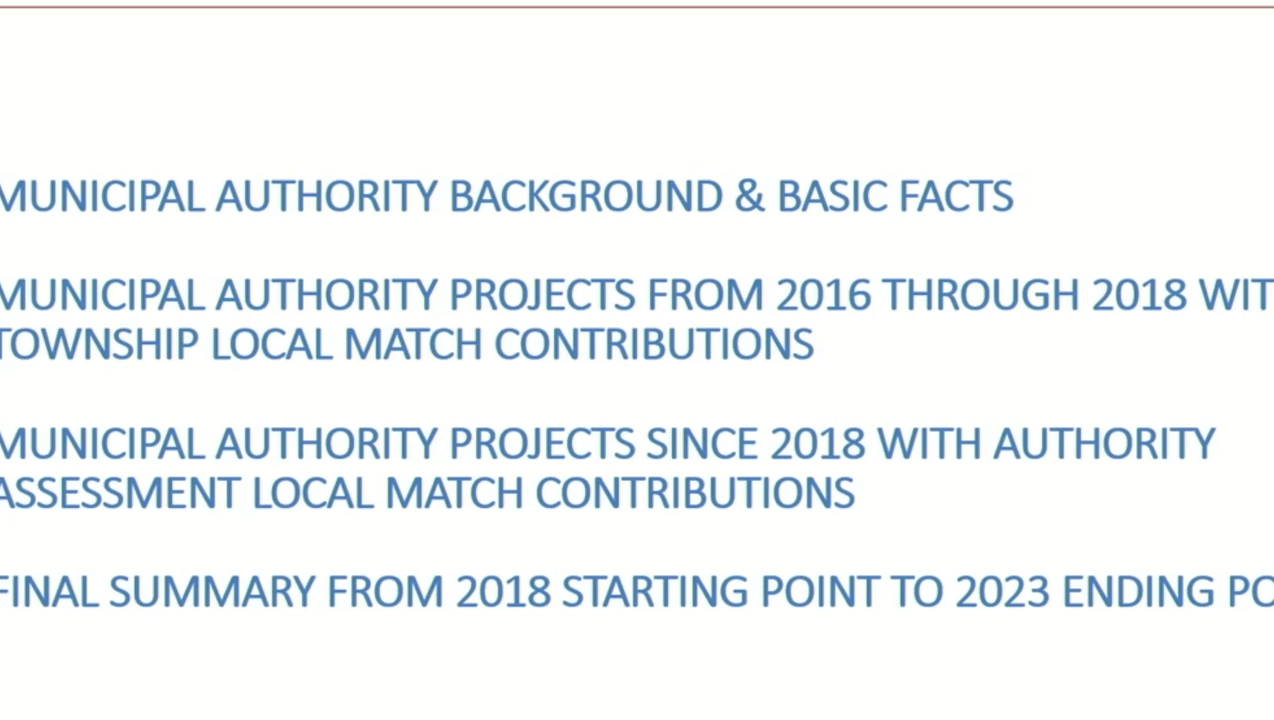 MUNICIPAL AUTHORITY BACKGROUND & BASIC FACTS
MUNICIPAL AUTHORITY PROJECTS FROM 2016 THROUGH 2018 WIT
TOWNSHIP LOCAL MATCH CONTRIBUTIONS
MUNICIPAL AUTHORITY PROJECTS SINCE 2018 WITH AUTHORITY
ASSESSMENT LOCAL MATCH CONTRIBUTIONS
FINAL SUMMARY FROM 2018 STARTING POINT TO 2023 ENDING PO